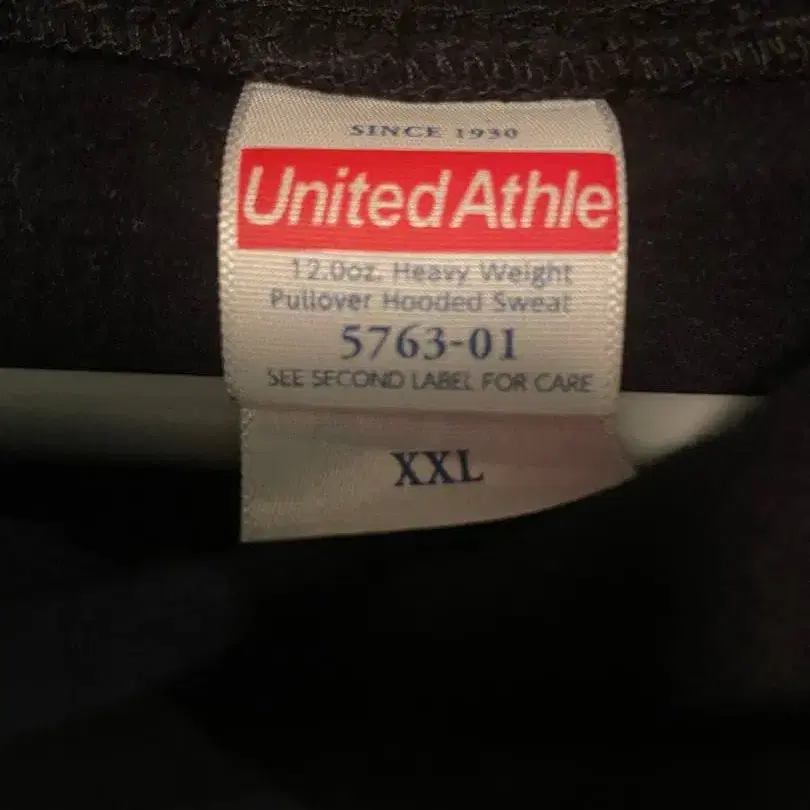 SINCE 1930
United Athle
12.0oz. Heavy Weight
Pullover Hooded Sweat
5763-01
SEE SECOND LABEL FOR CARE
XXL